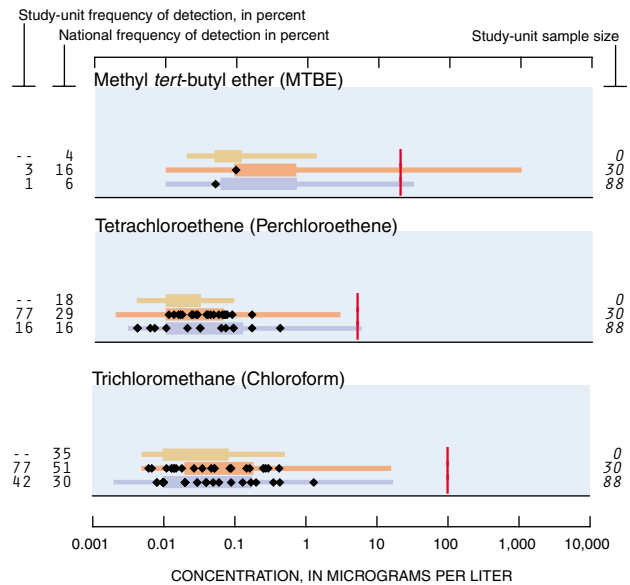 Study-unit frequency of detection, in percent
National frequency of detection in percent
Study-unit sample size
Methyl tert-butyl ether (MTBE)
-- 4 0
3 16 30
1 6 88
Tetrachloroethene (Perchloroethene)
-- 18 0
77 29 30
16 16 88
Trichloromethane (Chloroform)
-- 35 0
77 51 30
42 30 88
0.001 0.01 0.1 1 10 100 1,000 10,000
CONCENTRATION, IN MICROGRAMS PER LITER